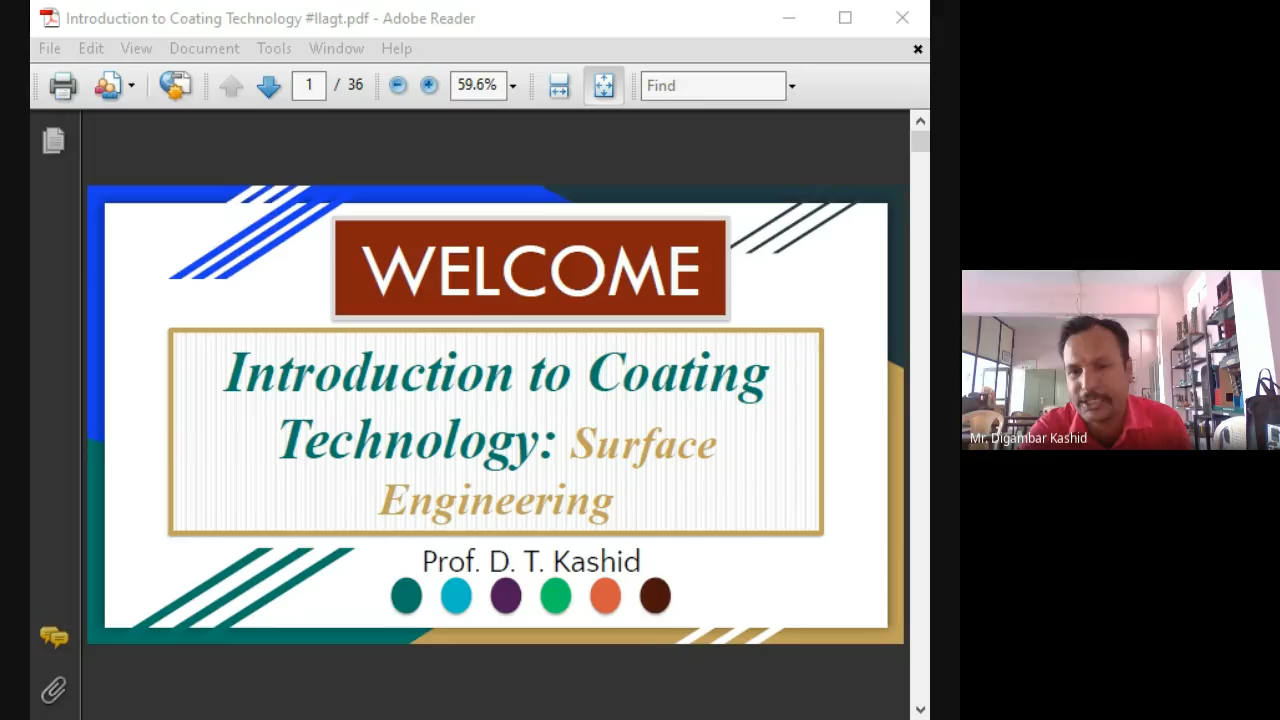 Introduction to Coating Technology #llagt.pdf - Adobe Reader
File Edit View Document Tools Window Help
1 / 36 59.6% Find
WELCOME
Introduction to Coating
Technology: Surface
Engineering
Prof. D. T. Kashid
Mr. Digambar Kashid